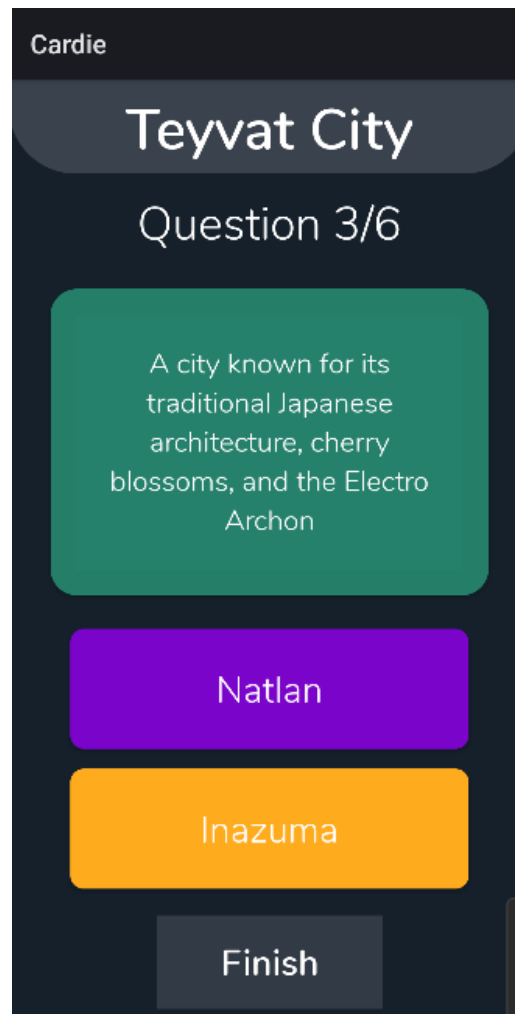 Cardie
Teyvat City
Question 3/6
A city known for its
traditional Japanese
architecture, cherry
blossoms, and the Electro
Archon
Natlan
Inazuma
Finish